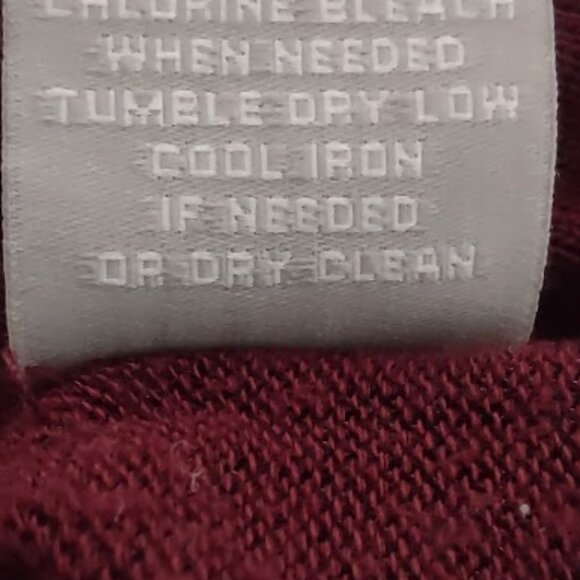 CHLORINE BLEACH
WHEN NEEDED
TUMBLE DRY LOW
COOL IRON
IF NEEDED
OR DRY CLEAN